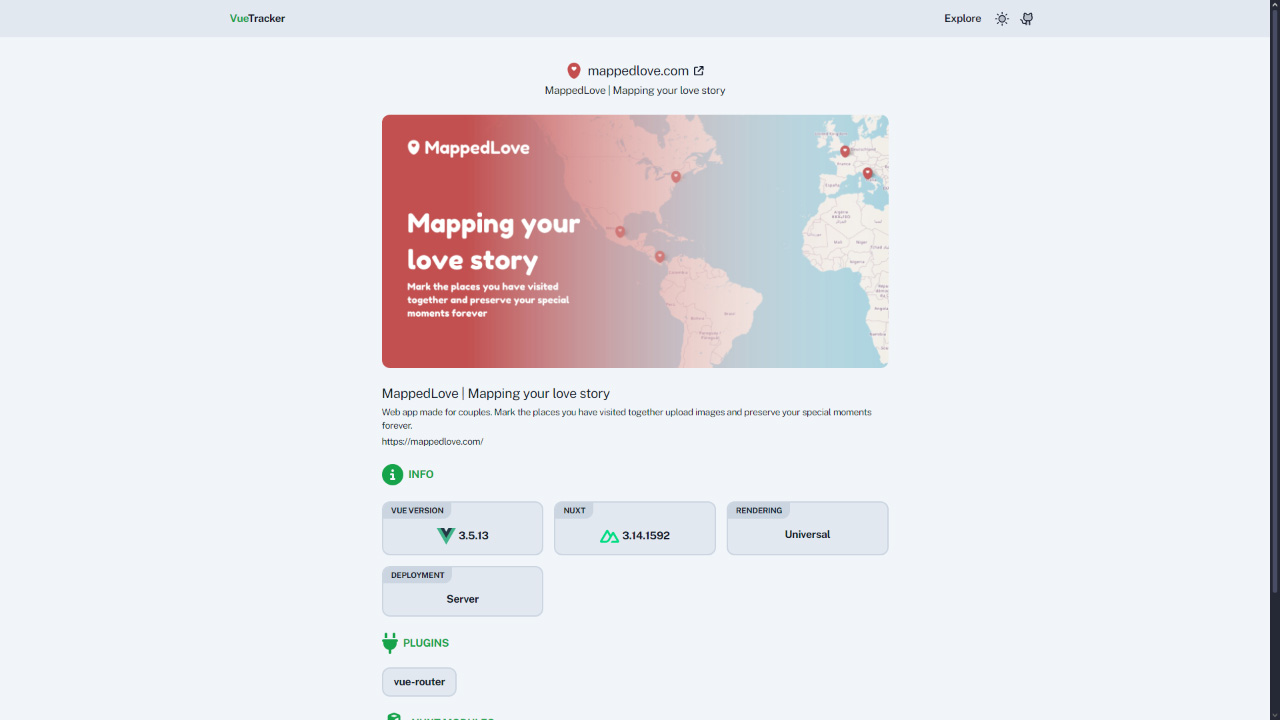 VueTracker
Explore
mappedlove.com
MappedLove | Mapping your love story
MappedLove
Mapping your
love story
Mark the places you have visited
together and preserve your special
moments forever
MappedLove | Mapping your love story
Web app made for couples. Mark the places you have visited together upload images and preserve your special moments
forever.
https://mappedlove.com/
INFO
VUE VERSION
3.5.13
NUXT
3.14.1592
RENDERING
Universal
DEPLOYMENT
Server
PLUGINS
vue-router